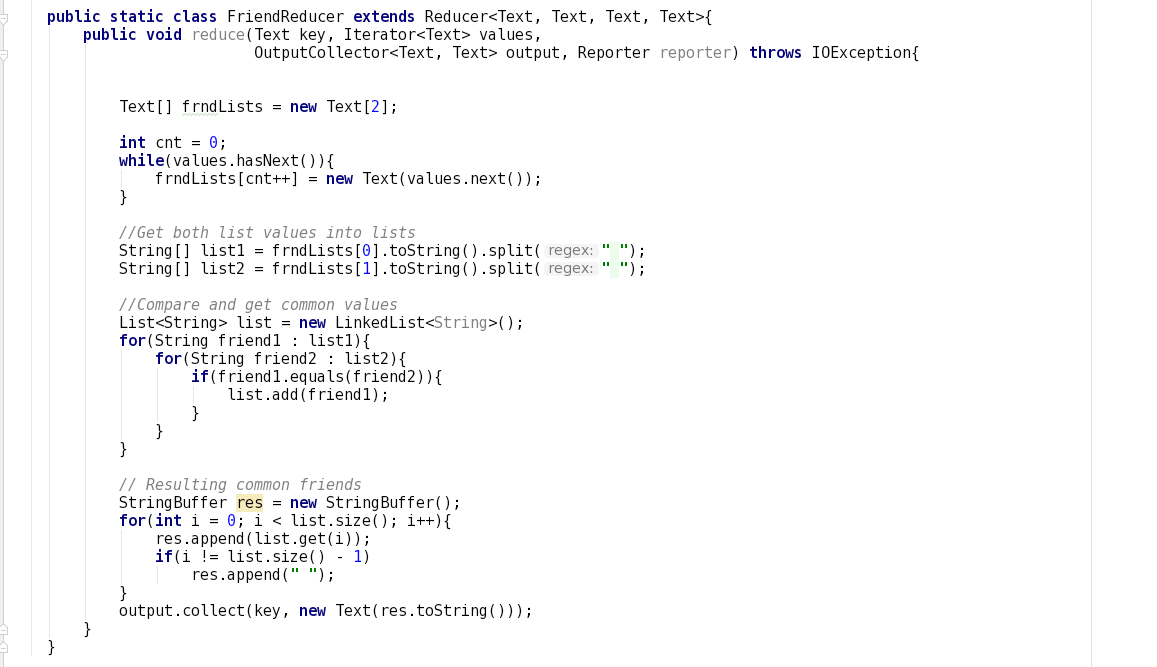 public static class FriendReducer extends Reducer<Text, Text, Text, Text>{
    public void reduce(Text key, Iterator<Text> values,
                       OutputCollector<Text, Text> output, Reporter reporter) throws IOException{
        Text[] frndLists = new Text[2];
        int cnt = 0;
        while(values.hasNext()){
            frndLists[cnt++] = new Text(values.next());
        }
        //Get both list values into lists
        String[] list1 = frndLists[0].toString().split( regex: " ");
        String[] list2 = frndLists[1].toString().split( regex: " ");
        //Compare and get common values
        List<String> list = new LinkedList<String>();
        for(String friend1 : list1){
            for(String friend2 : list2){
                if(friend1.equals(friend2)){
                    list.add(friend1);
                }
            }
        }
        // Resulting common friends
        StringBuffer res = new StringBuffer();
        for(int i = 0; i < list.size(); i++){
            res.append(list.get(i));
            if(i != list.size() - 1)
                res.append(" ");
        }
        output.collect(key, new Text(res.toString()));
    }
}